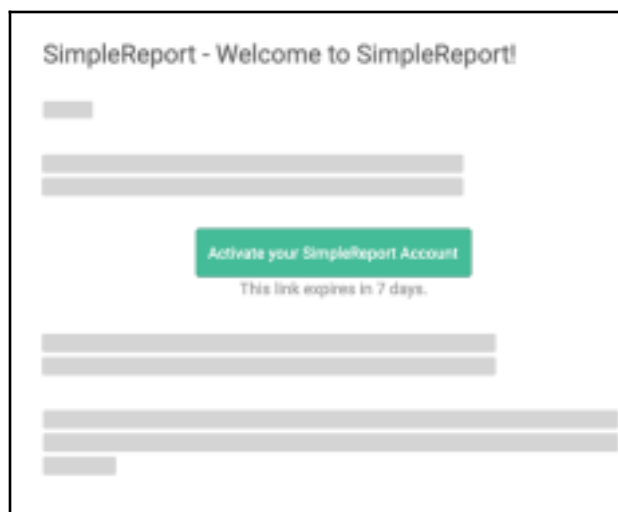 SimpleReport - Welcome to SimpleReport!
Activate your SimpleReport Account
This link expires in 7 days.